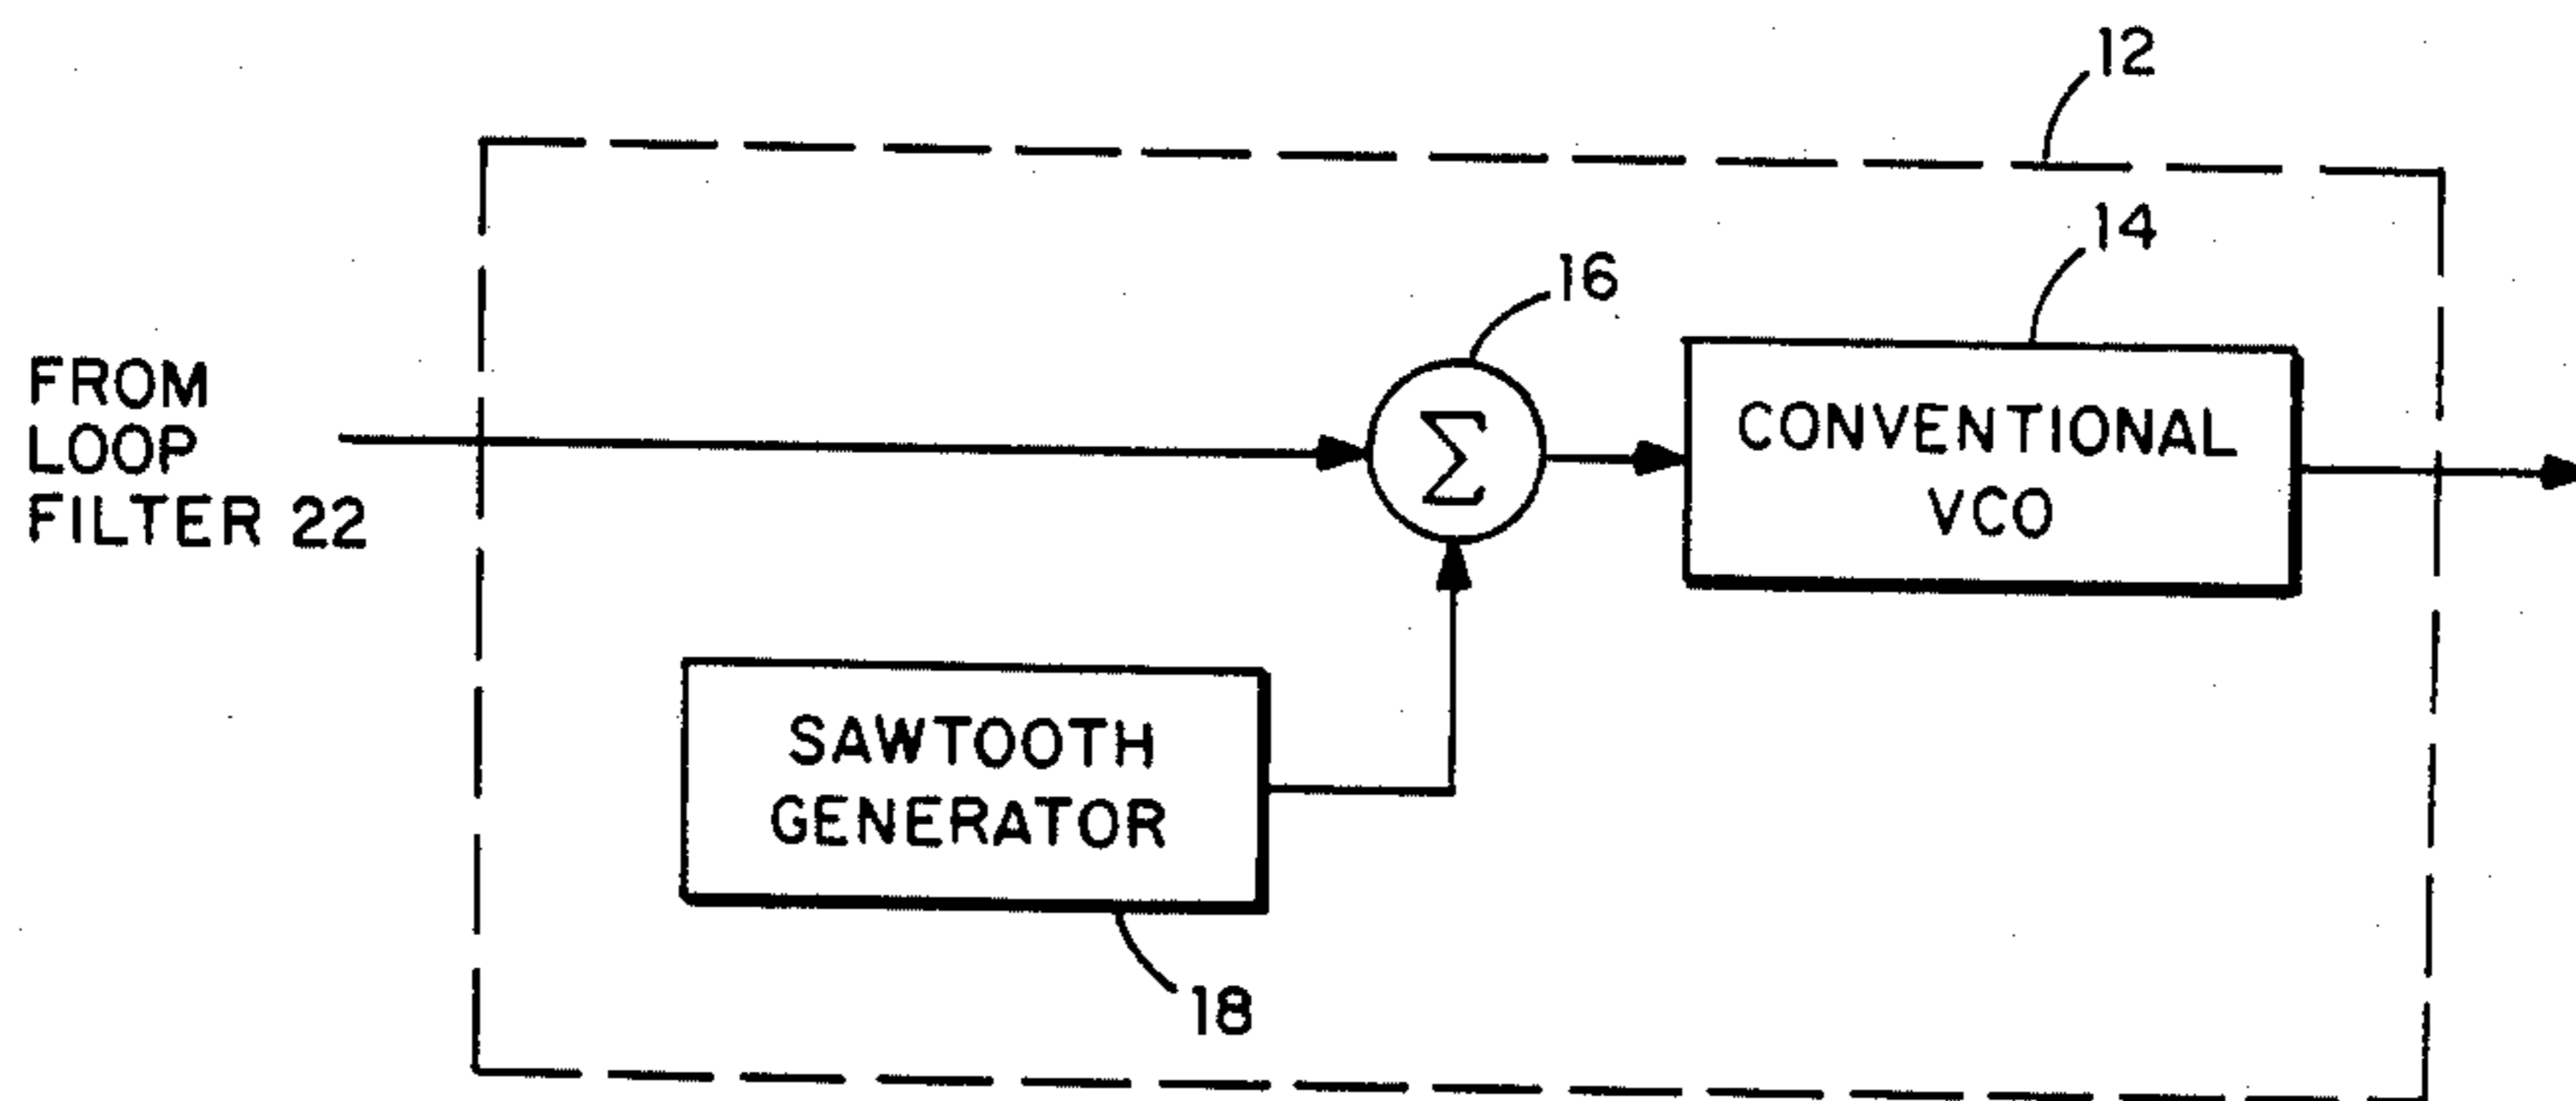 12
14
16
FROM
LOOP
FILTER 22
Σ
CONVENTIONAL
VCO
SAWTOOTH
GENERATOR
18